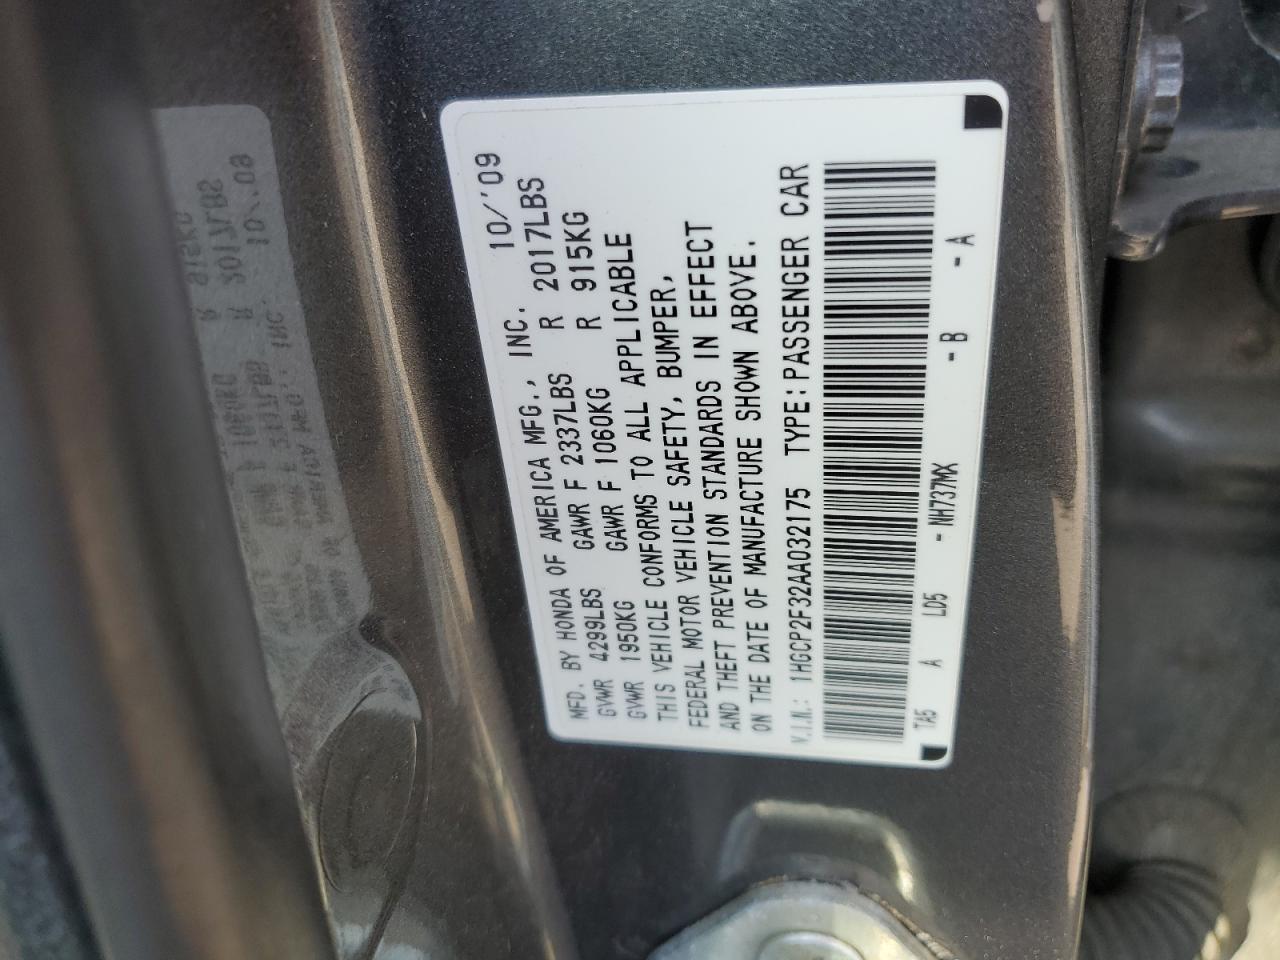 MFD. BY HONDA OF AMERICA MFG., INC. 10/'09
GVWR 4299LBS GAWR F 2337LBS R 2017LBS
GVWR 1950KG GAWR F 1060KG R 915KG
THIS VEHICLE CONFORMS TO ALL APPLICABLE
FEDERAL MOTOR VEHICLE SAFETY, BUMPER,
AND THEFT PREVENTION STANDARDS IN EFFECT
ON THE DATE OF MANUFACTURE SHOWN ABOVE.
V.I.N.: 1HGCP2F32AA032175 TYPE:PASSENGER CAR
TA5 A LD5 - NH737MX - B - A